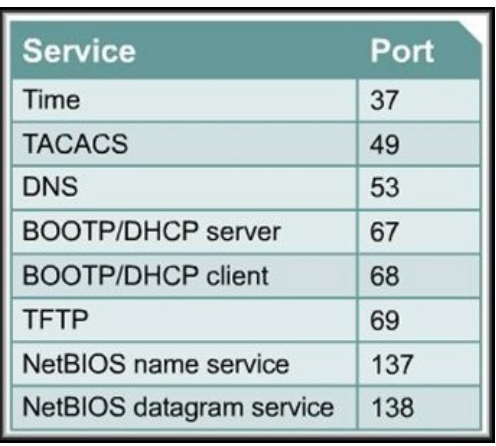 Service Port
Time 37
TACACS 49
DNS 53
BOOTP/DHCP server 67
BOOTP/DHCP client 68
TFTP 69
NetBIOS name service 137
NetBIOS datagram service 138